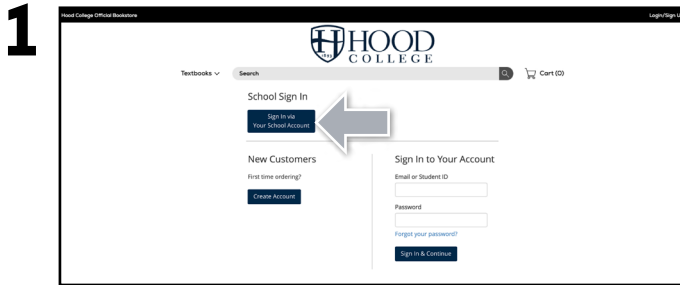 1
Hood College Official Bookstore
Login/Sign U
1893
HOOD
COLLEGE
Textbooks
Search
Cart (0)
School Sign In
Sign In via
Your School Account
New Customers
First time ordering?
Create Account
Sign In to Your Account
Email or Student ID
Password
Forgot your password?
Sign In & Continue